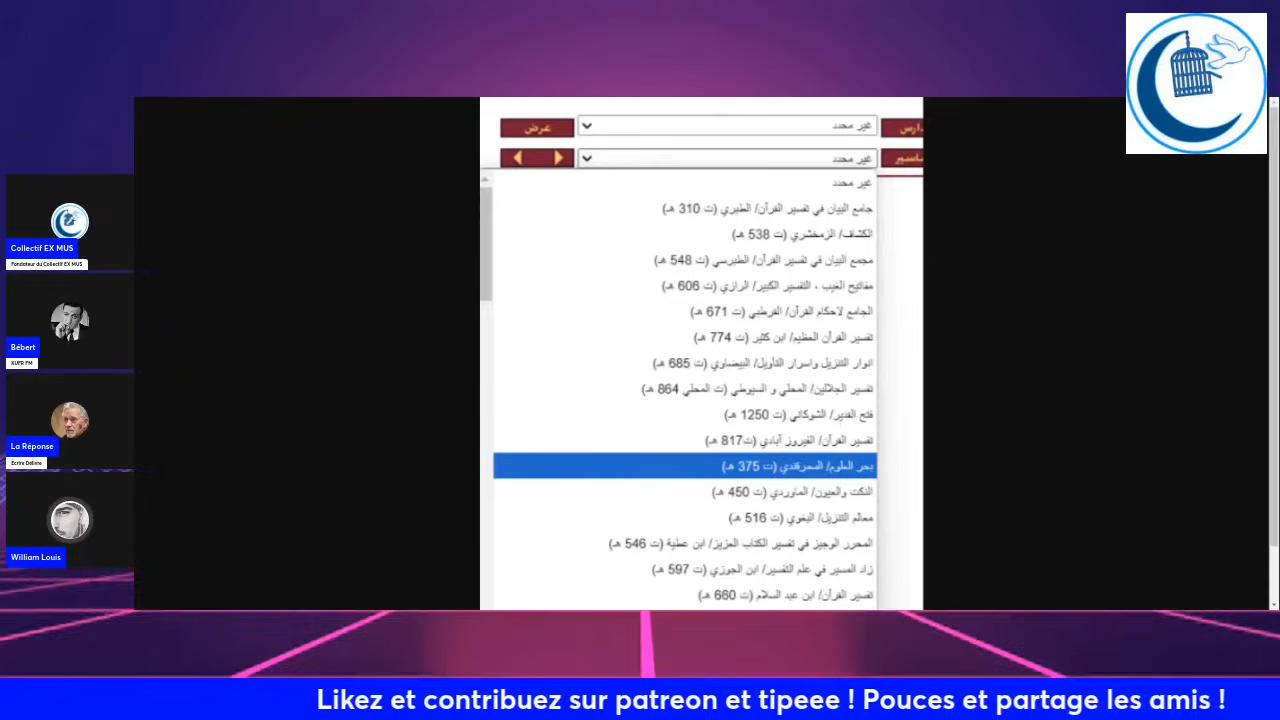 Collectif EX MUS
Fondateur du Collectif EX MUS
Bébert
KUFR FM
La Réponse
Ecrire Délivre
William Louis
غير محدد
عرض
غير محدد
غير محدد
جامع البيان في تفسير القرآن/ الطبري (ت 310 هـ)
الكشاف/ الزمخشري (ت 538 هـ)
مجمع البيان في تفسير القرآن/ الطبرسي (ت 548 هـ)
مفاتيح الغيب ، التفسير الكبير/ الرازي (ت 606 هـ)
الجامع لاحكام القرآن/ القرطبي (ت 671 هـ)
تفسير القرآن العظيم/ ابن كثير (ت 774 هـ)
انوار التنزيل واسرار التأويل/ البيضاوي (ت 685 هـ)
تفسير الجلالين/ المحلي و السيوطي (ت المحلي 864 هـ)
فتح القدير/ الشوكاني (ت 1250 هـ)
تفسير القرآن/ الفيروز آبادي (ت817 هـ)
بحر العلوم/ السمرقندي (ت 375 هـ)
النكت والعيون/ الماوردي (ت 450 هـ)
معالم التنزيل/ البغوي (ت 516 هـ)
المحرر الوجيز في تفسير الكتاب العزيز/ ابن عطية (ت 546 هـ)
زاد المسير في علم التفسير/ ابن الجوزي (ت 597 هـ)
تفسير القرآن/ ابن عبد السلام (ت 660 هـ)
Likez et contribuez sur patreon et tipeee ! Pouces et partage les amis !